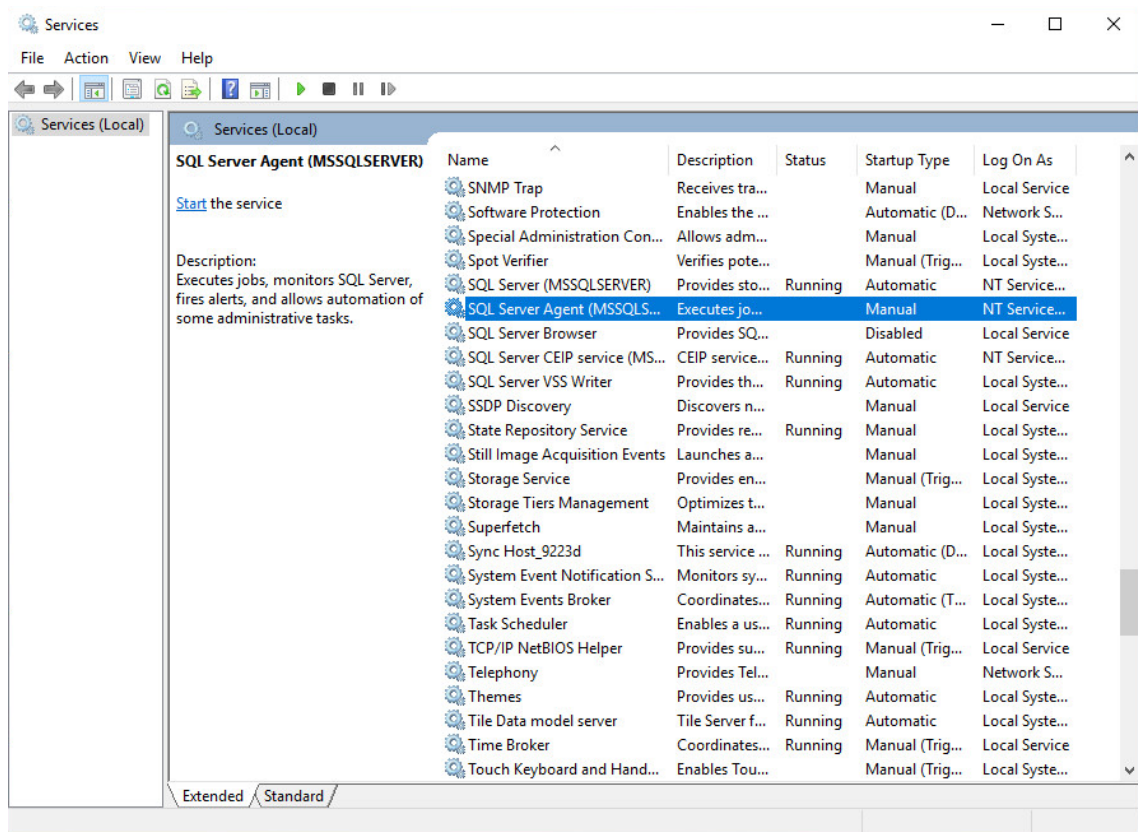 Services
File Action View Help
Services (Local)
Services (Local)
SQL Server Agent (MSSQLSERVER)
Start the service
Description:
Executes jobs, monitors SQL Server,
fires alerts, and allows automation of
some administrative tasks.
Name Description Status Startup Type Log On As
SNMP Trap Receives tra... Manual Local Service
Software Protection Enables the ... Automatic (D... Network S...
Special Administration Con... Allows adm... Manual Local Syste...
Spot Verifier Verifies pote... Manual (Trig... Local Syste...
SQL Server (MSSQLSERVER) Provides sto... Running Automatic NT Service...
SQL Server Agent (MSSQLS... Executes jo... Manual NT Service...
SQL Server Browser Provides SQ... Disabled Local Service
SQL Server CEIP service (MS... CEIP service... Running Automatic NT Service...
SQL Server VSS Writer Provides th... Running Automatic Local Syste...
SSDP Discovery Discovers n... Manual Local Service
State Repository Service Provides re... Running Manual Local Syste...
Still Image Acquisition Events Launches a... Manual Local Syste...
Storage Service Provides en... Manual (Trig... Local Syste...
Storage Tiers Management Optimizes t... Manual Local Syste...
Superfetch Maintains a... Manual Local Syste...
Sync Host_9223d This service ... Running Automatic (D... Local Syste...
System Event Notification S... Monitors sy... Running Automatic Local Syste...
System Events Broker Coordinates... Running Automatic (T... Local Syste...
Task Scheduler Enables a us... Running Automatic Local Syste...
TCP/IP NetBIOS Helper Provides su... Running Manual (Trig... Local Service
Telephony Provides Tel... Manual Network S...
Themes Provides us... Running Automatic Local Syste...
Tile Data model server Tile Server f... Running Automatic Local Syste...
Time Broker Coordinates... Running Manual (Trig... Local Service
Touch Keyboard and Hand... Enables Tou... Manual (Trig... Local Syste...
Extended Standard